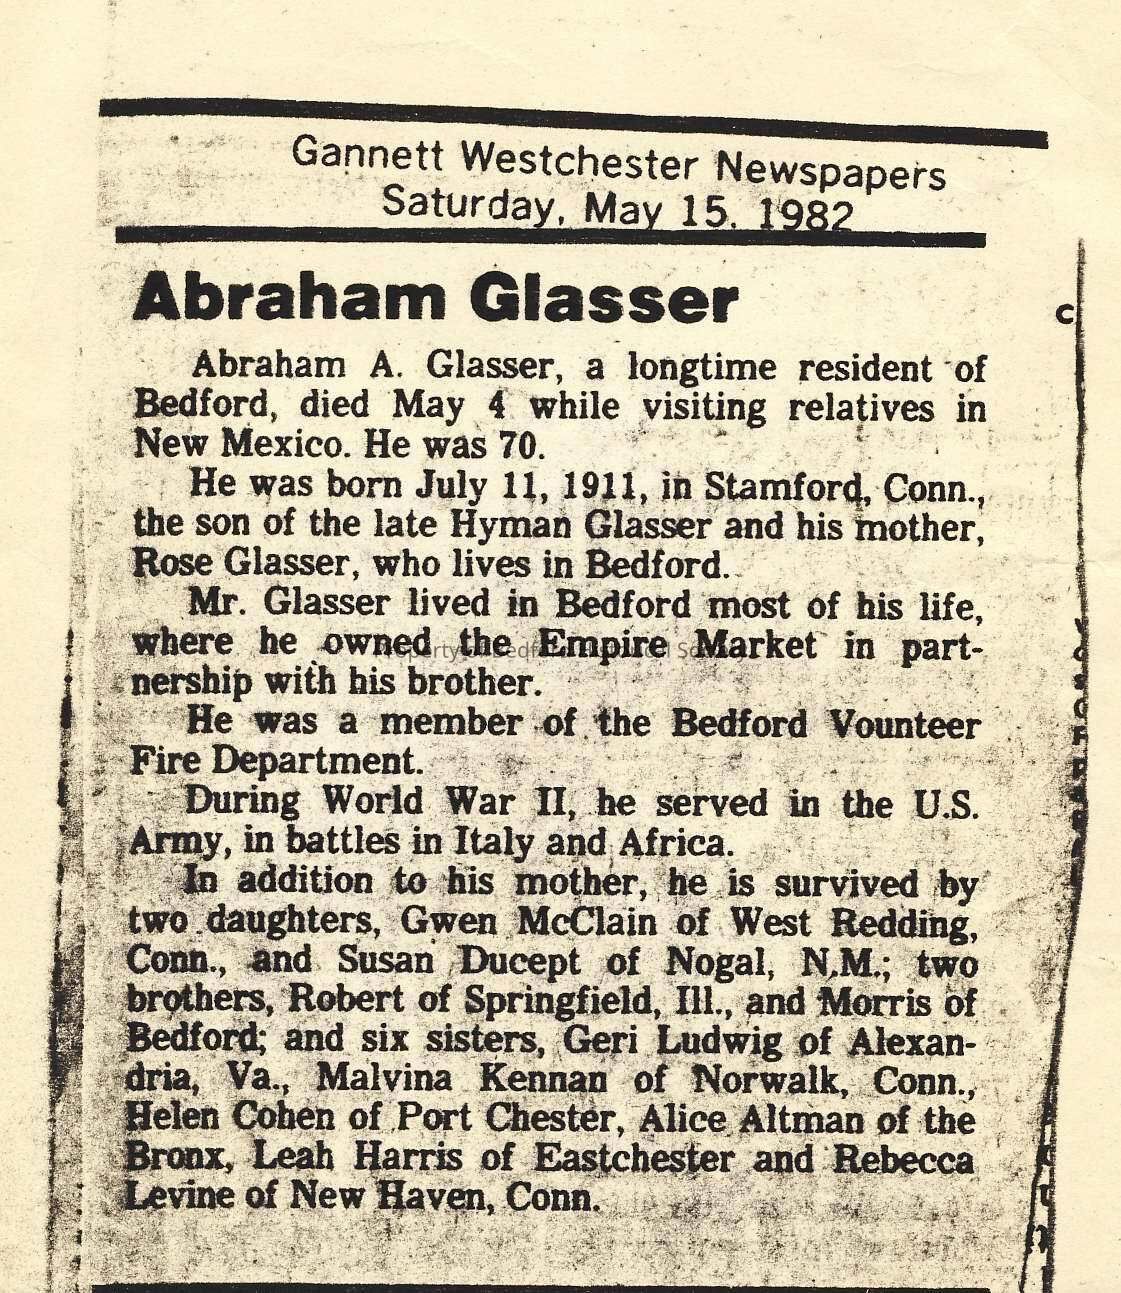 Gannett Westchester Newspapers
Saturday, May 15, 1982
Abraham Glasser
Abraham A. Glasser, a longtime resident of
Bedford, died May 4 while visiting relatives in
New Mexico. He was 70.
He was born July 11, 1911, in Stamford, Conn.,
the son of the late Hyman Glasser and his mother,
Rose Glasser, who lives in Bedford.
Mr. Glasser lived in Bedford most of his life,
where he owned the Empire Market in part-
nership with his brother.
He was a member of the Bedford Vounteer
Fire Department.
During World War II, he served in the U.S.
Army, in battles in Italy and Africa.
In addition to his mother, he is survived by
two daughters, Gwen McClain of West Redding,
Conn., and Susan Ducept of Nogal, N.M.; two
brothers, Robert of Springfield, Ill., and Morris of
Bedford; and six sisters, Geri Ludwig of Alexan-
dria, Va., Malvina Kennan of Norwalk, Conn.,
Helen Cohen of Port Chester, Alice Altman of the
Bronx, Leah Harris of Eastchester and Rebecca
Levine of New Haven, Conn.